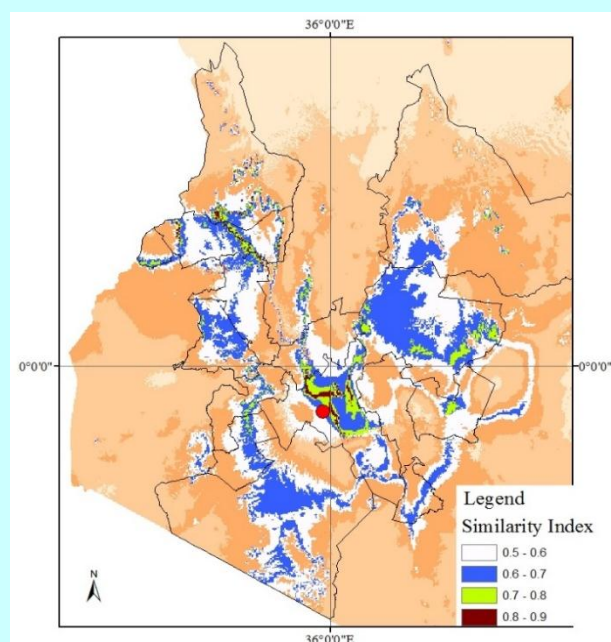 36°0'0"E
0°0'0"
0°0'0"
Legend
Similarity Index
0.5 - 0.6
0.6 - 0.7
0.7 - 0.8
0.8 - 0.9
N
36°0'0"E